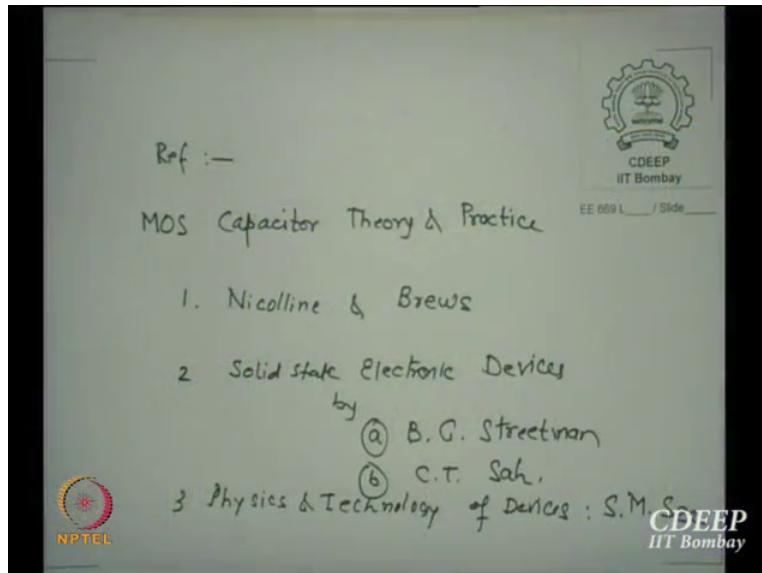 Ref :—
CDEEP
IIT Bombay
EE 669 L___ / Slide____
MOS Capacitor Theory & Practice
1. Nicolline & Brews
2 Solid state Electronic Devices
by
(a) B. G. Streetman
(b) C.T. Sah.
3 Physics & Technology of Devices : S.M.
NPTEL
CDEEP
IIT Bombay